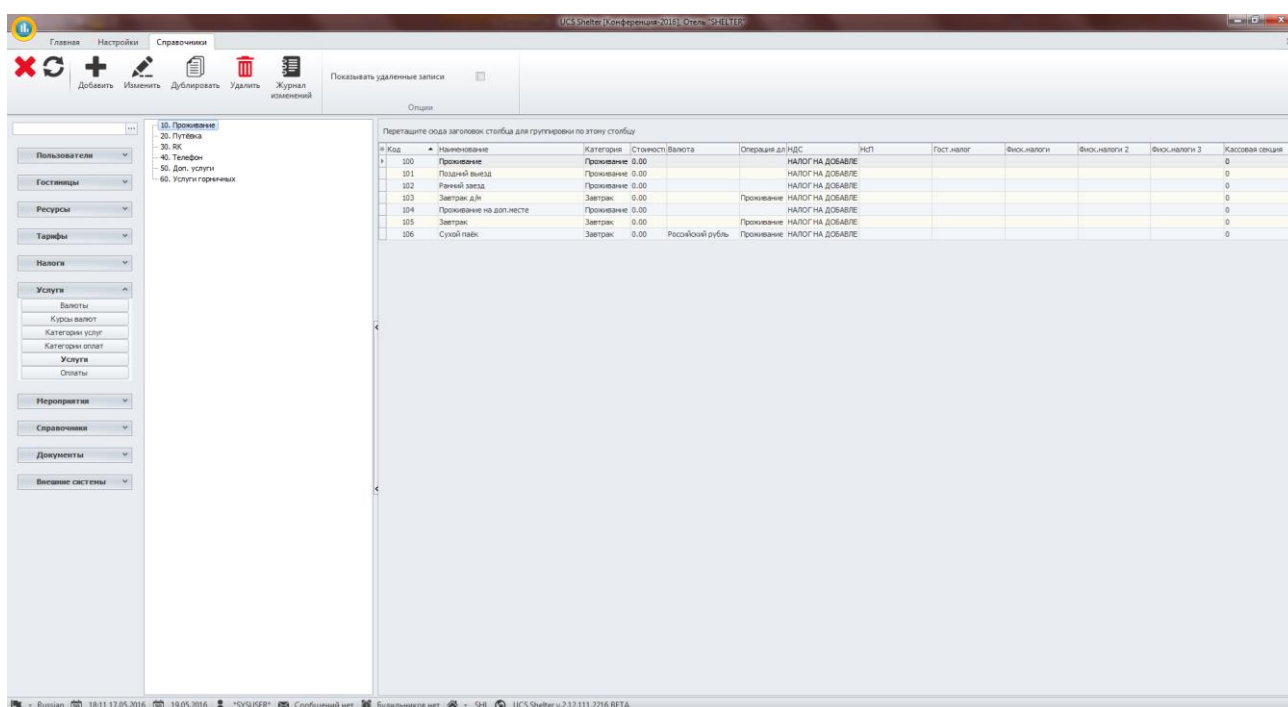 UCS Shelter [Конференция-2016], Отель "SHELTER"
Главная Настройки Справочники
Добавить Изменить Дублировать Удалить Журнал изменений
Показывать удаленные записи
Опции
Пользователи
Гостиницы
Ресурсы
Тарифы
Налоги
Услуги
Валюты
Курсы валют
Категории услуг
Категории оплат
Услуги
Оплаты
Мероприятия
Справочники
Документы
Внешние системы
10. Проживание
20. Путёвка
30. RK
40. Телефон
50. Доп. услуги
60. Услуги горничных
Перетащите сюда заголовок столбца для группировки по этому столбцу
Код Наименование Категория Стоимост Валюта Операция дл НДС НсП Гост.налог Фиск.налоги Фиск.налоги 2 Фиск.налоги 3 Кассовая секция
100 Проживание Проживание 0.00 НАЛОГ НА ДОБАВЛЕ 0
101 Поздний выезд Проживание 0.00 НАЛОГ НА ДОБАВЛЕ 0
102 Ранний заезд Проживание 0.00 НАЛОГ НА ДОБАВЛЕ 0
103 Завтрак д/н Завтрак 0.00 Проживание НАЛОГ НА ДОБАВЛЕ 0
104 Проживание на доп.месте Проживание 0.00 НАЛОГ НА ДОБАВЛЕ 0
105 Завтрак Завтрак 0.00 Проживание НАЛОГ НА ДОБАВЛЕ 0
106 Сухой паёк Завтрак 0.00 Российский рубль Проживание НАЛОГ НА ДОБАВЛЕ 0
- Russian 18:11 17.05.2016 19.05.2016 *SYSUSER* Сообщений нет Будильников нет - SHL UCS Shelter v.2.12.111.2216 BETA